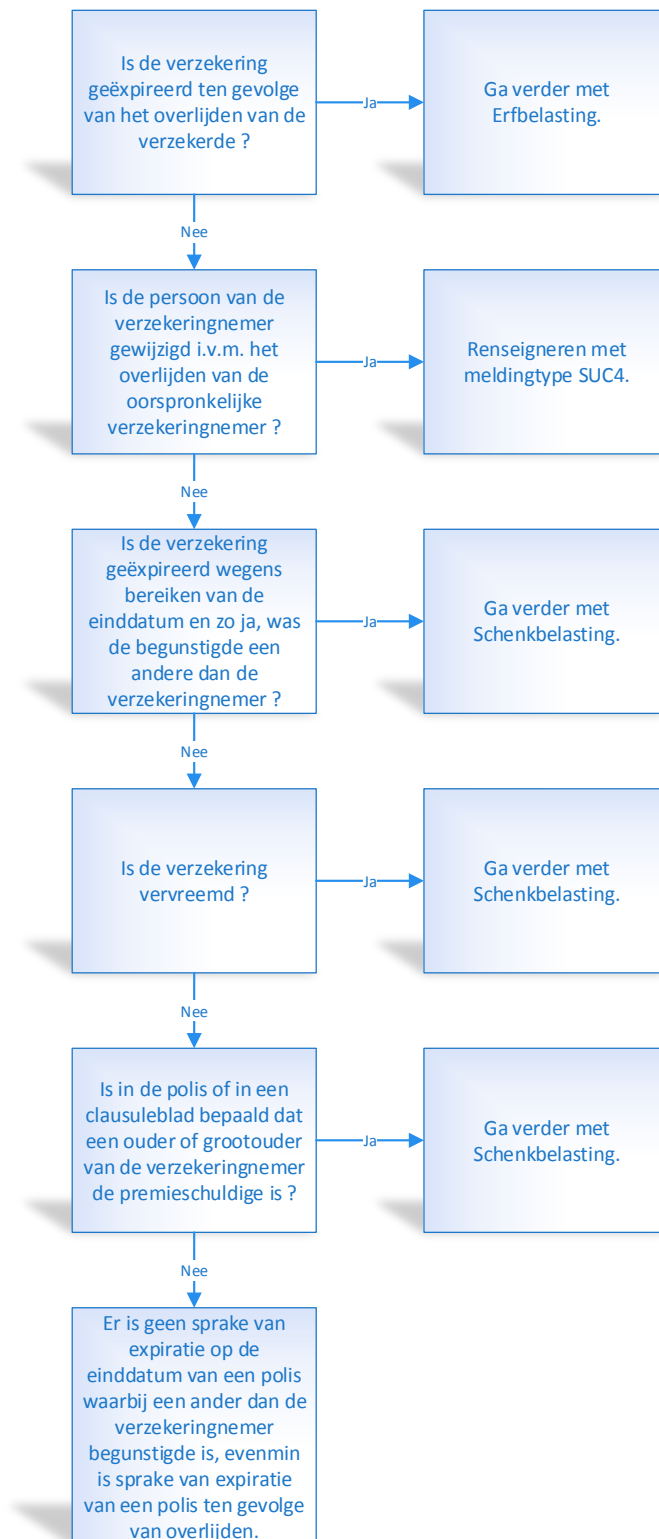 Is de verzekering
geëxpireerd ten gevolge
van het overlijden van de
verzekerde ?
Ja
Ga verder met
Erfbelasting.
Nee
Is de persoon van de
verzekeringnemer
gewijzigd i.v.m. het
overlijden van de
oorspronkelijke
verzekeringnemer ?
Ja
Renseigneren met
meldingtype SUC4.
Nee
Is de verzekering
geëxpireerd wegens
bereiken van de
einddatum en zo ja, was
de begunstigde een
andere dan de
verzekeringnemer ?
Ja
Ga verder met
Schenkbelasting.
Nee
Is de verzekering
vervreemd ?
Ja
Ga verder met
Schenkbelasting.
Nee
Is in de polis of in een
clausuleblad bepaald dat
een ouder of grootouder
van de verzekeringnemer
de premieschuldige is ?
Ja
Ga verder met
Schenkbelasting.
Nee
Er is geen sprake van
expiratie op de
einddatum van een polis
waarbij een ander dan de
verzekeringnemer
begunstigde is, evenmin
is sprake van expiratie
van een polis ten gevolge
van overlijden.